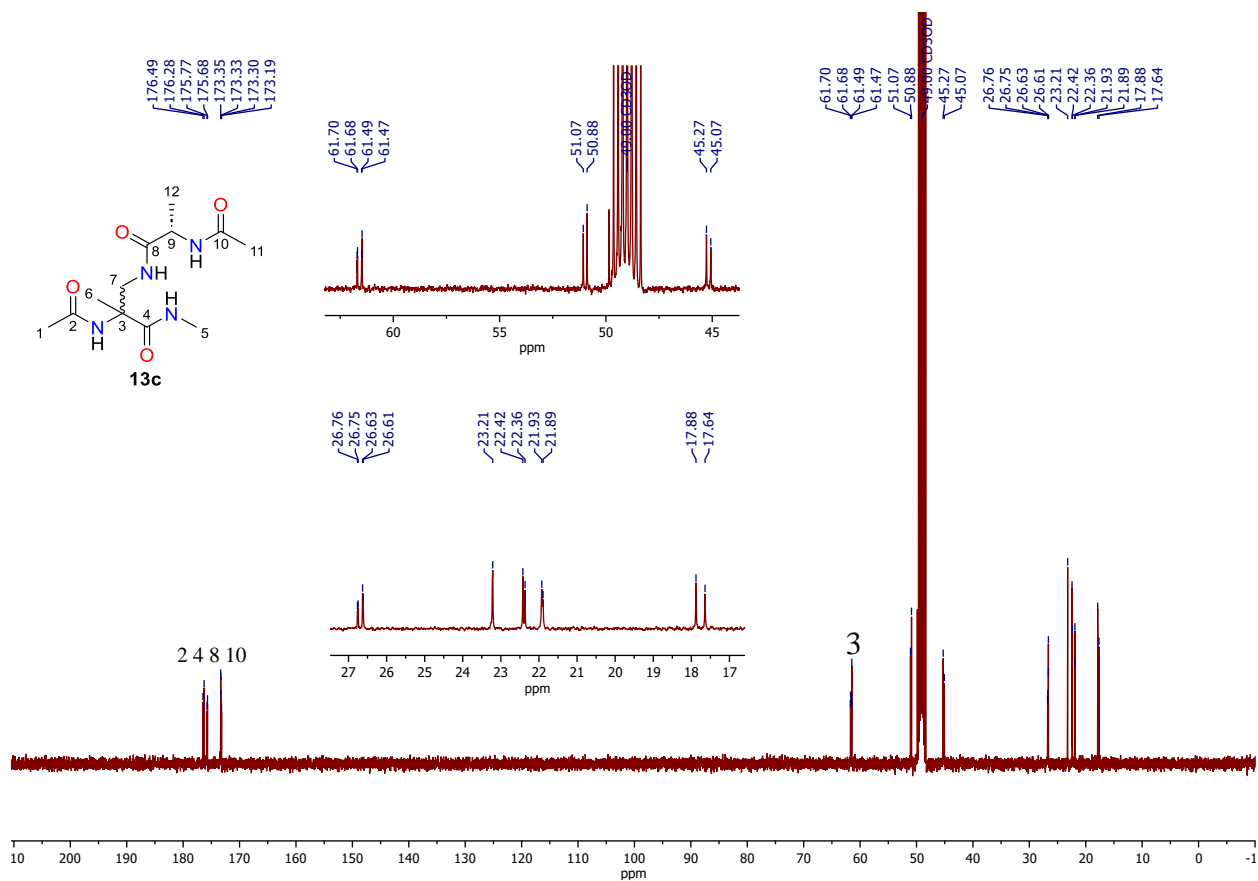 176.49
176.28
175.77
175.68
173.35
173.33
173.30
173.19
61.70
61.68
61.49
61.47
51.07
50.88
49.00 CD3OD
45.27
45.07
26.76
26.75
26.63
26.61
23.21
22.42
22.36
21.93
21.89
17.88
17.64
61.70
61.68
61.49
61.47
51.07
50.88
49.00 CD3OD
45.27
45.07
60 55 50 45
ppm
12
O
O
8 9 N 10 11
H
7 NH
O 6 H
N
1 2 N 3 4 5
H
O
13c
26.76
26.75
26.63
26.61
23.21
22.42
22.36
21.93
21.89
17.88
17.64
27 26 25 24 23 22 21 20 19 18 17
ppm
2 4 8 10
3
10 200 190 180 170 160 150 140 130 120 110 100 90 80 70 60 50 40 30 20 10 0 -1
ppm